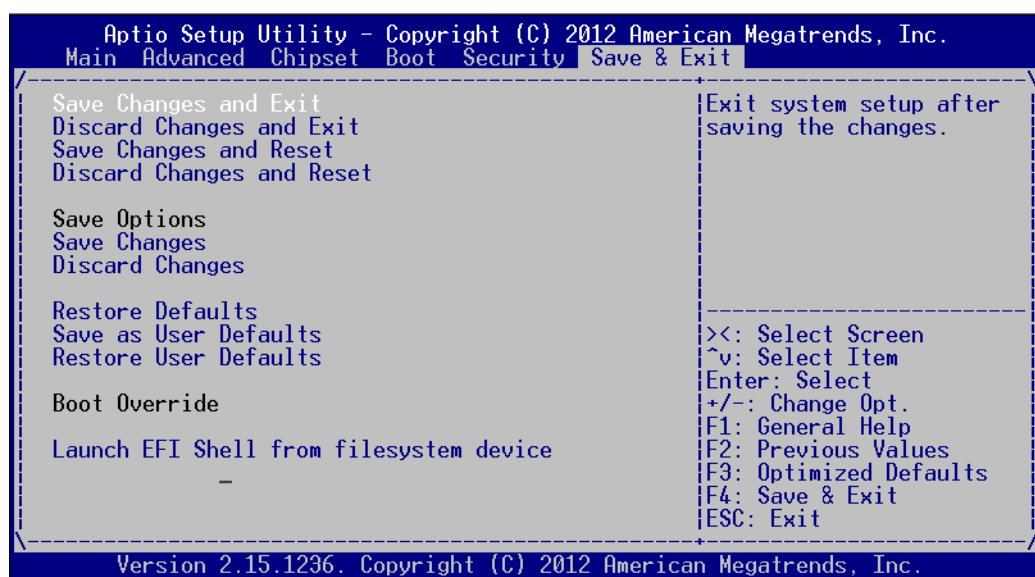 Aptio Setup Utility - Copyright (C) 2012 American Megatrends, Inc.
Main Advanced Chipset Boot Security Save & Exit
Save Changes and Exit
Discard Changes and Exit
Save Changes and Reset
Discard Changes and Reset
Save Options
Save Changes
Discard Changes
Restore Defaults
Save as User Defaults
Restore User Defaults
Boot Override
Launch EFI Shell from filesystem device
Exit system setup after
saving the changes.
><: Select Screen
^v: Select Item
Enter: Select
+/-: Change Opt.
F1: General Help
F2: Previous Values
F3: Optimized Defaults
F4: Save & Exit
ESC: Exit
Version 2.15.1236. Copyright (C) 2012 American Megatrends, Inc.